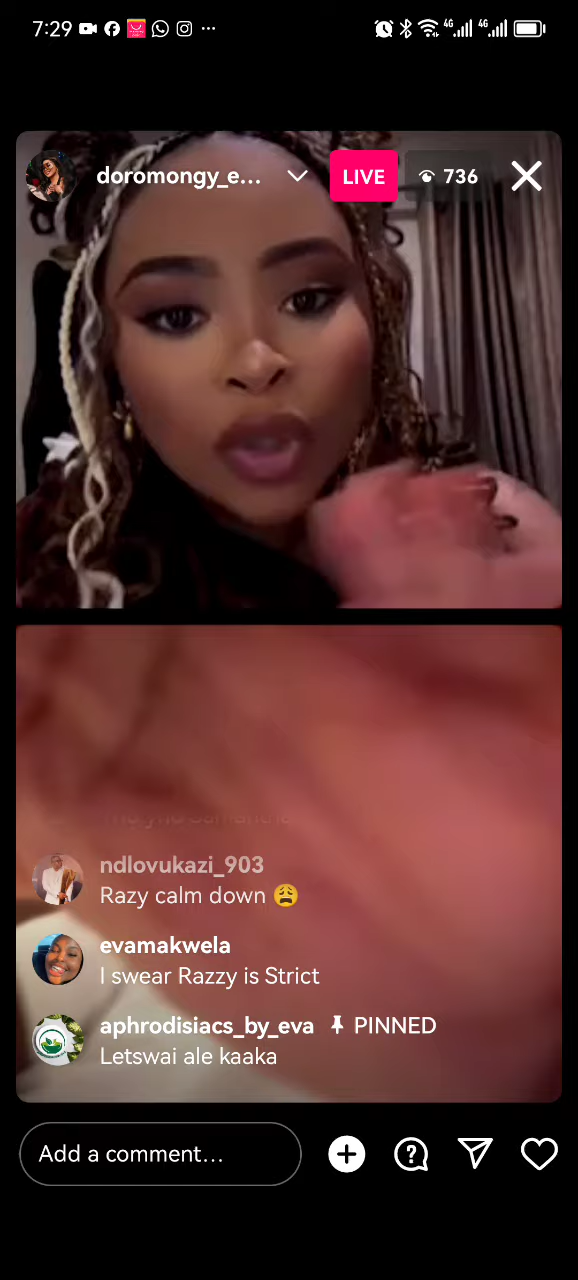 7:29
4G 4G
doromongy_e...
LIVE
736
ndlovukazi_903
Razy calm down 😩
evamakwela
I swear Razzy is Strict
aphrodisiacs_by_eva PINNED
Letswai ale kaaka
Add a comment...